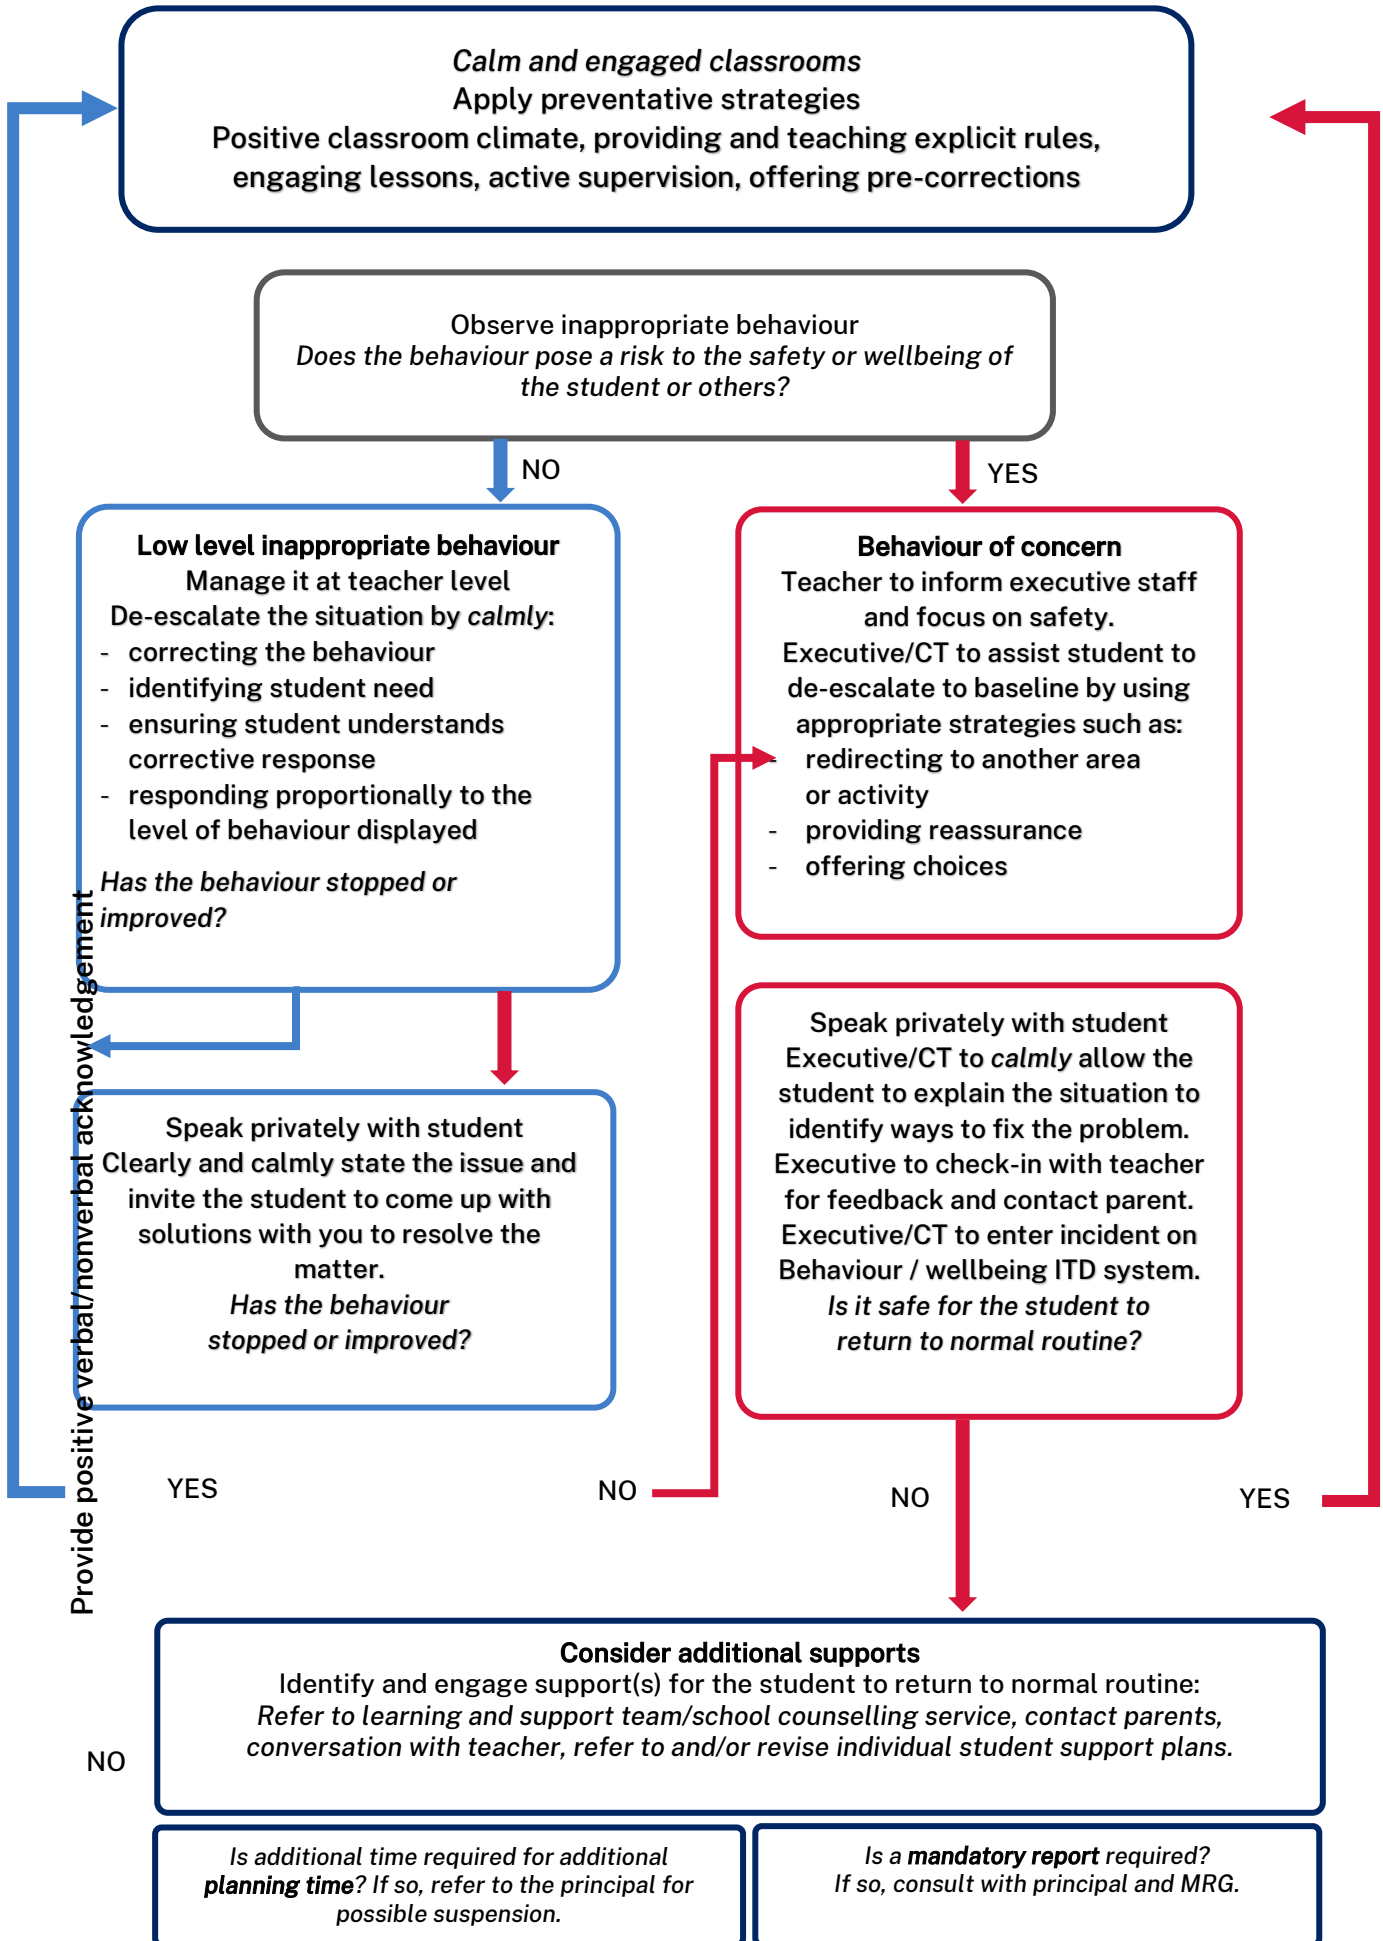 Calm and engaged classrooms
Apply preventative strategies
Positive classroom climate, providing and teaching explicit rules,
engaging lessons, active supervision, offering pre-corrections
Observe inappropriate behaviour
Does the behaviour pose a risk to the safety or wellbeing of
the student or others?
NO
YES
Low level inappropriate behaviour
Manage it at teacher level
De-escalate the situation by calmly:
- correcting the behaviour
- identifying student need
- ensuring student understands
corrective response
- responding proportionally to the
level of behaviour displayed
Has the behaviour stopped or
improved?
Behaviour of concern
Teacher to inform executive staff
and focus on safety.
Executive/CT to assist student to
de-escalate to baseline by using
appropriate strategies such as:
- redirecting to another area
or activity
- providing reassurance
- offering choices
Provide positive verbal/nonverbal acknowledgement
Speak privately with student
Clearly and calmly state the issue and
invite the student to come up with
solutions with you to resolve the
matter.
Has the behaviour
stopped or improved?
Speak privately with student
Executive/CT to calmly allow the
student to explain the situation to
identify ways to fix the problem.
Executive to check-in with teacher
for feedback and contact parent.
Executive/CT to enter incident on
Behaviour / wellbeing ITD system.
Is it safe for the student to
return to normal routine?
YES
NO
NO
YES
Consider additional supports
Identify and engage support(s) for the student to return to normal routine:
Refer to learning and support team/school counselling service, contact parents,
conversation with teacher, refer to and/or revise individual student support plans.
NO
Is additional time required for additional
planning time? If so, refer to the principal for
possible suspension.
Is a mandatory report required?
If so, consult with principal and MRG.